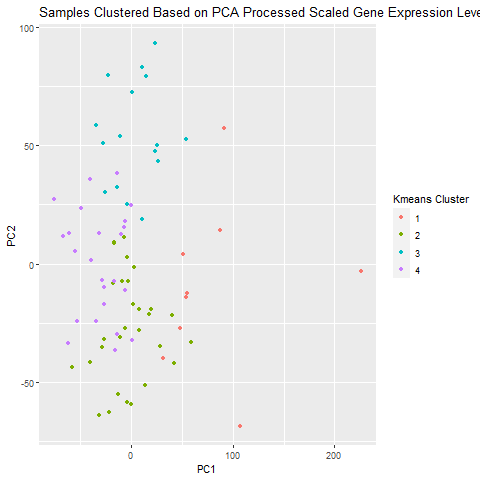 Samples Clustered Based on PCA Processed Scaled Gene Expression Leve
100
50
0
-50
PC2
0
100
200
PC1
Kmeans Cluster
1
2
3
4